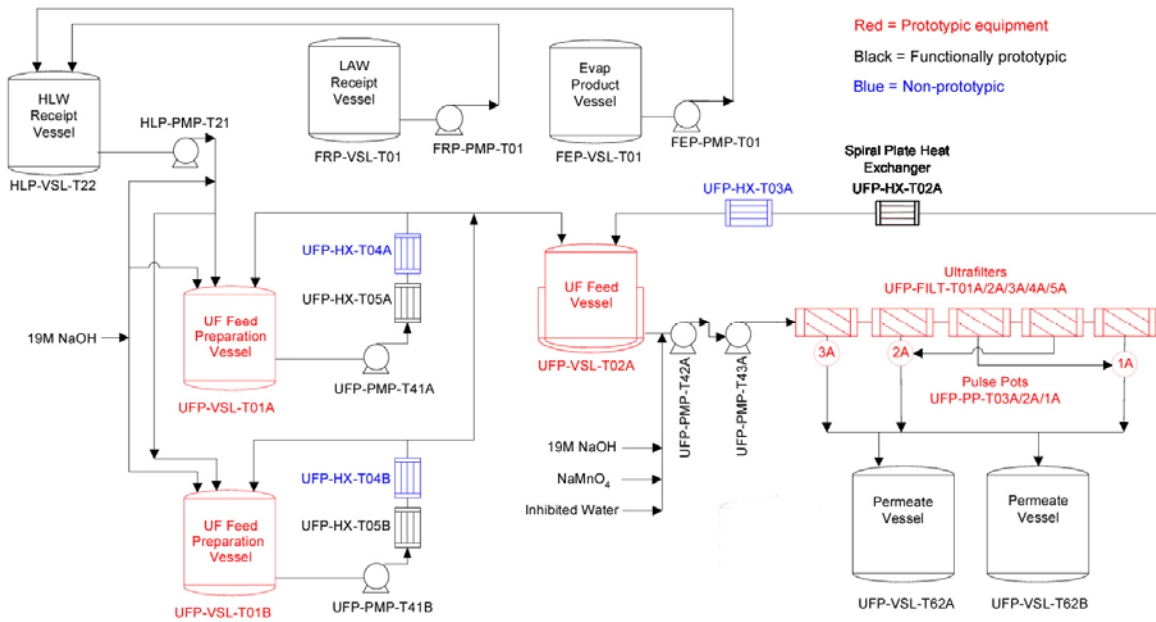 Red = Prototypic equipment
Black = Functionally prototypic
Blue = Non-prototypic
HLW
Receipt
Vessel
HLP-VSL-T22
HLP-PMP-T21
LAW
Receipt
Vessel
FRP-VSL-T01
FRP-PMP-T01
Evap
Product
Vessel
FEP-VSL-T01
FEP-PMP-T01
Spiral Plate Heat
Exchanger
UFP-HX-T02A
UFP-HX-T03A
UFP-HX-T04A
UFP-HX-T05A
UF Feed
Preparation
Vessel
UFP-VSL-T01A
UFP-PMP-T41A
19M NaOH
UF Feed
Vessel
UFP-VSL-T02A
UFP-PMP-T42A
UFP-PMP-T43A
Ultrafilters
UFP-FILT-T01A/2A/3A/4A/5A
3A
2A
1A
Pulse Pots
UFP-PP-T03A/2A/1A
19M NaOH
NaMnO4
Inhibited Water
UFP-HX-T04B
UFP-HX-T05B
UF Feed
Preparation
Vessel
UFP-VSL-T01B
UFP-PMP-T41B
Permeate
Vessel
UFP-VSL-T62A
Permeate
Vessel
UFP-VSL-T62B